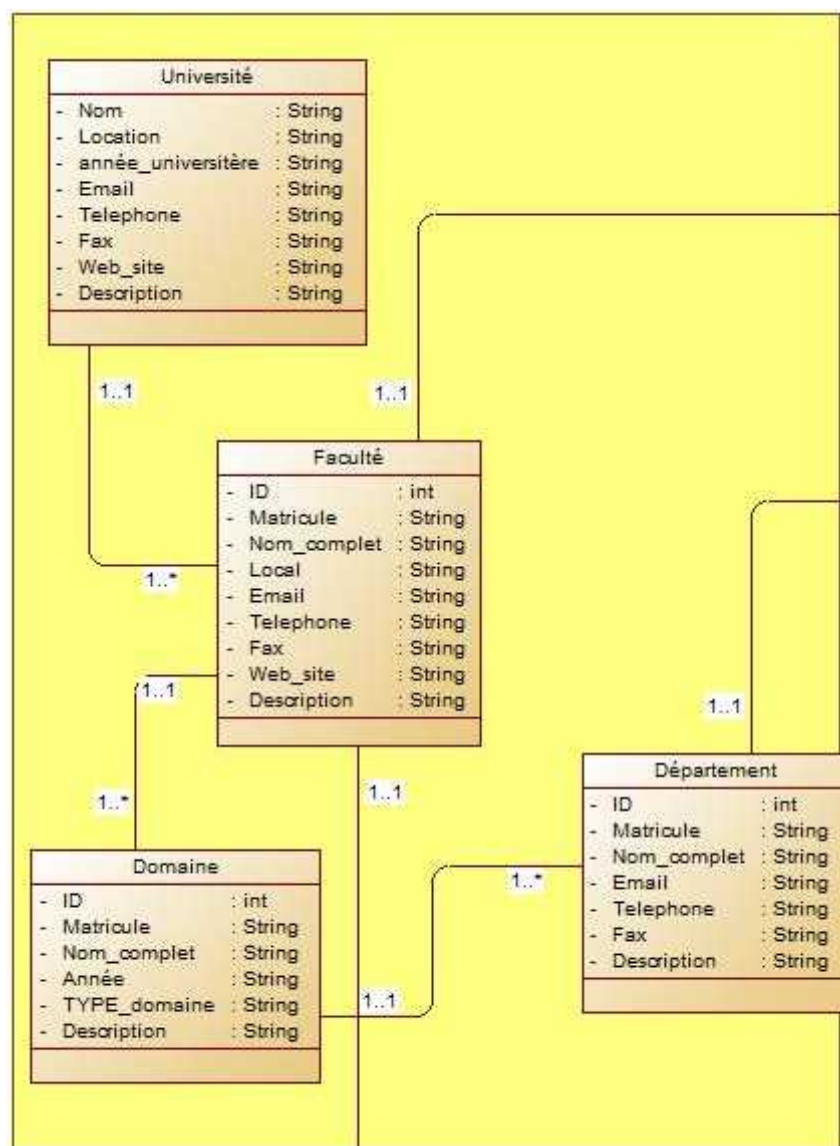 Université
- Nom : String
- Location : String
- année_universitère : String
- Email : String
- Telephone : String
- Fax : String
- Web_site : String
- Description : String
1..1
1..1
Faculté
- ID : int
- Matricule : String
- Nom_complet : String
- Local : String
- Email : String
- Telephone : String
- Fax : String
- Web_site : String
- Description : String
1..*
1..1
1..*
1..1
1..1
Département
- ID : int
- Matricule : String
- Nom_complet : String
- Email : String
- Telephone : String
- Fax : String
- Description : String
1..*
Domaine
- ID : int
- Matricule : String
- Nom_complet : String
- Année : String
- TYPE_domaine : String
- Description : String
1..1